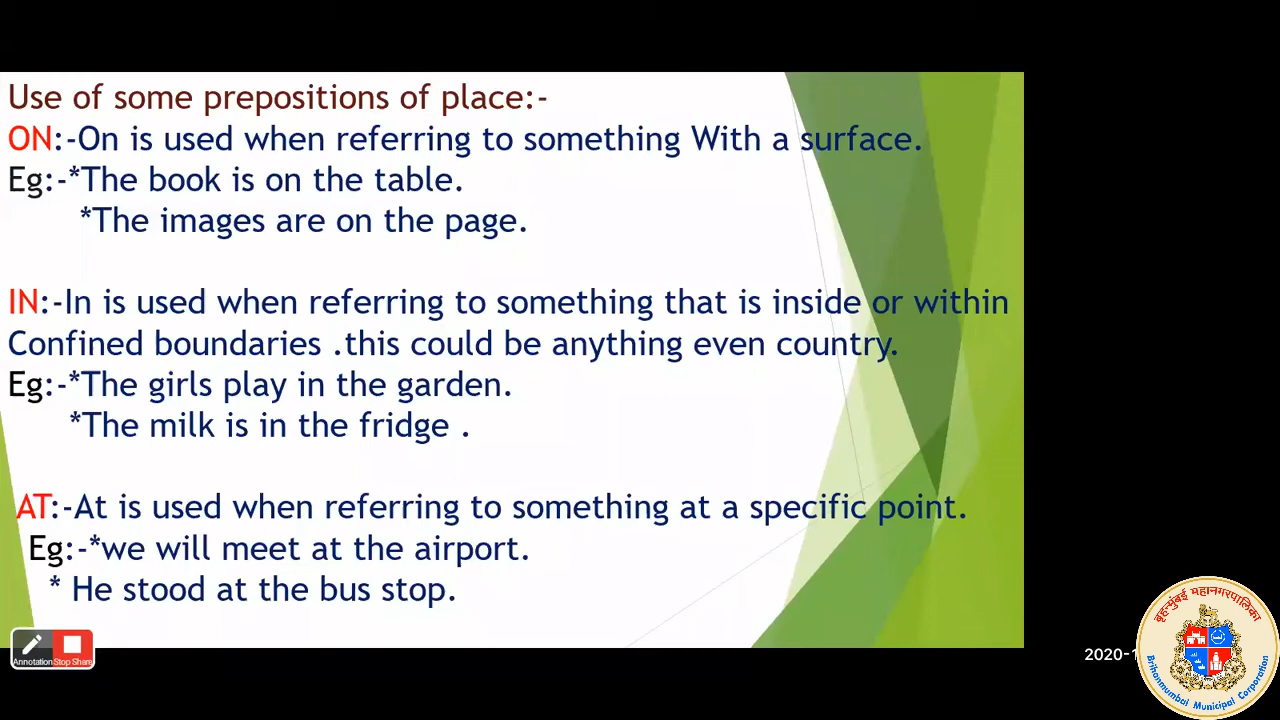 Use of some prepositions of place:-
ON:-On is used when referring to something With a surface.
Eg:-*The book is on the table.
*The images are on the page.
IN:-In is used when referring to something that is inside or within
Confined boundaries .this could be anything even country.
Eg:-*The girls play in the garden.
*The milk is in the fridge .
AT:-At is used when referring to something at a specific point.
Eg:-*we will meet at the airport.
* He stood at the bus stop.
Annotation Stop Share
2020-1
बृहन्मुंबई महानगरपालिका
Brihanmumbai Municipal Corporation